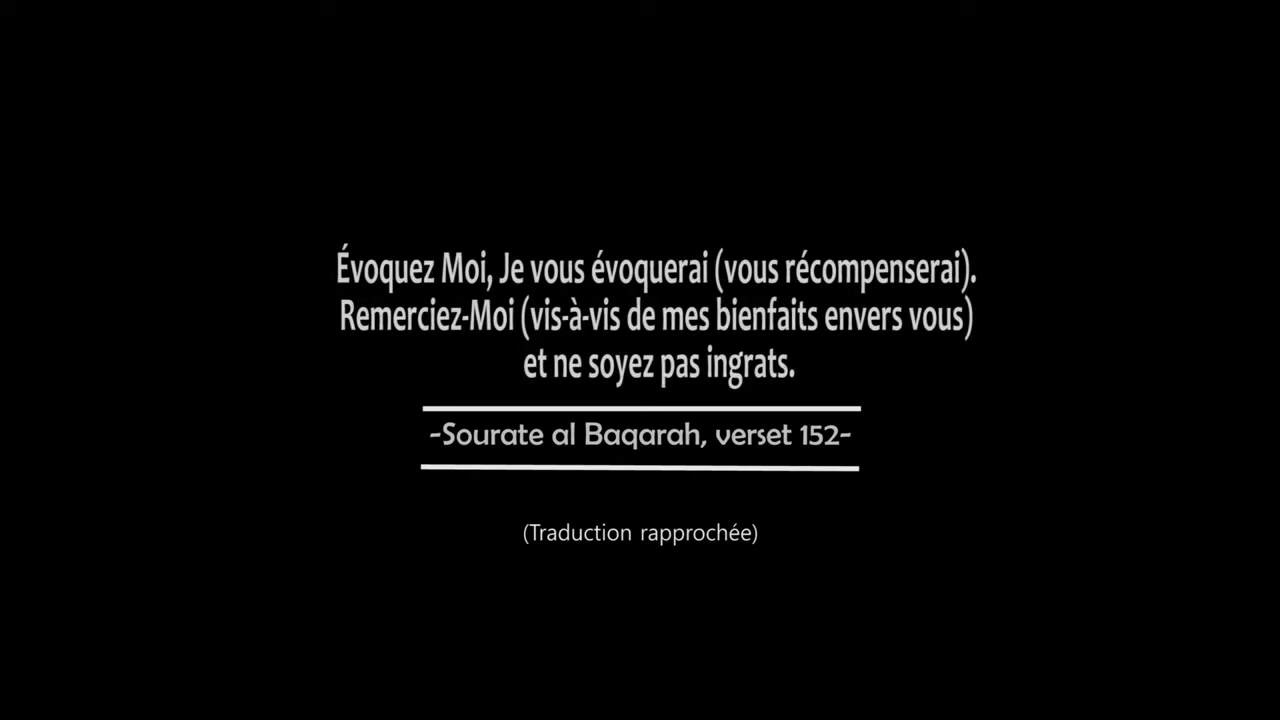 Évoquez Moi, Je vous évoquerai (vous récompenserai).
Remerciez-Moi (vis-à-vis de mes bienfaits envers vous)
et ne soyez pas ingrats.
-Sourate al Baqarah, verset 152-
(Traduction rapprochée)